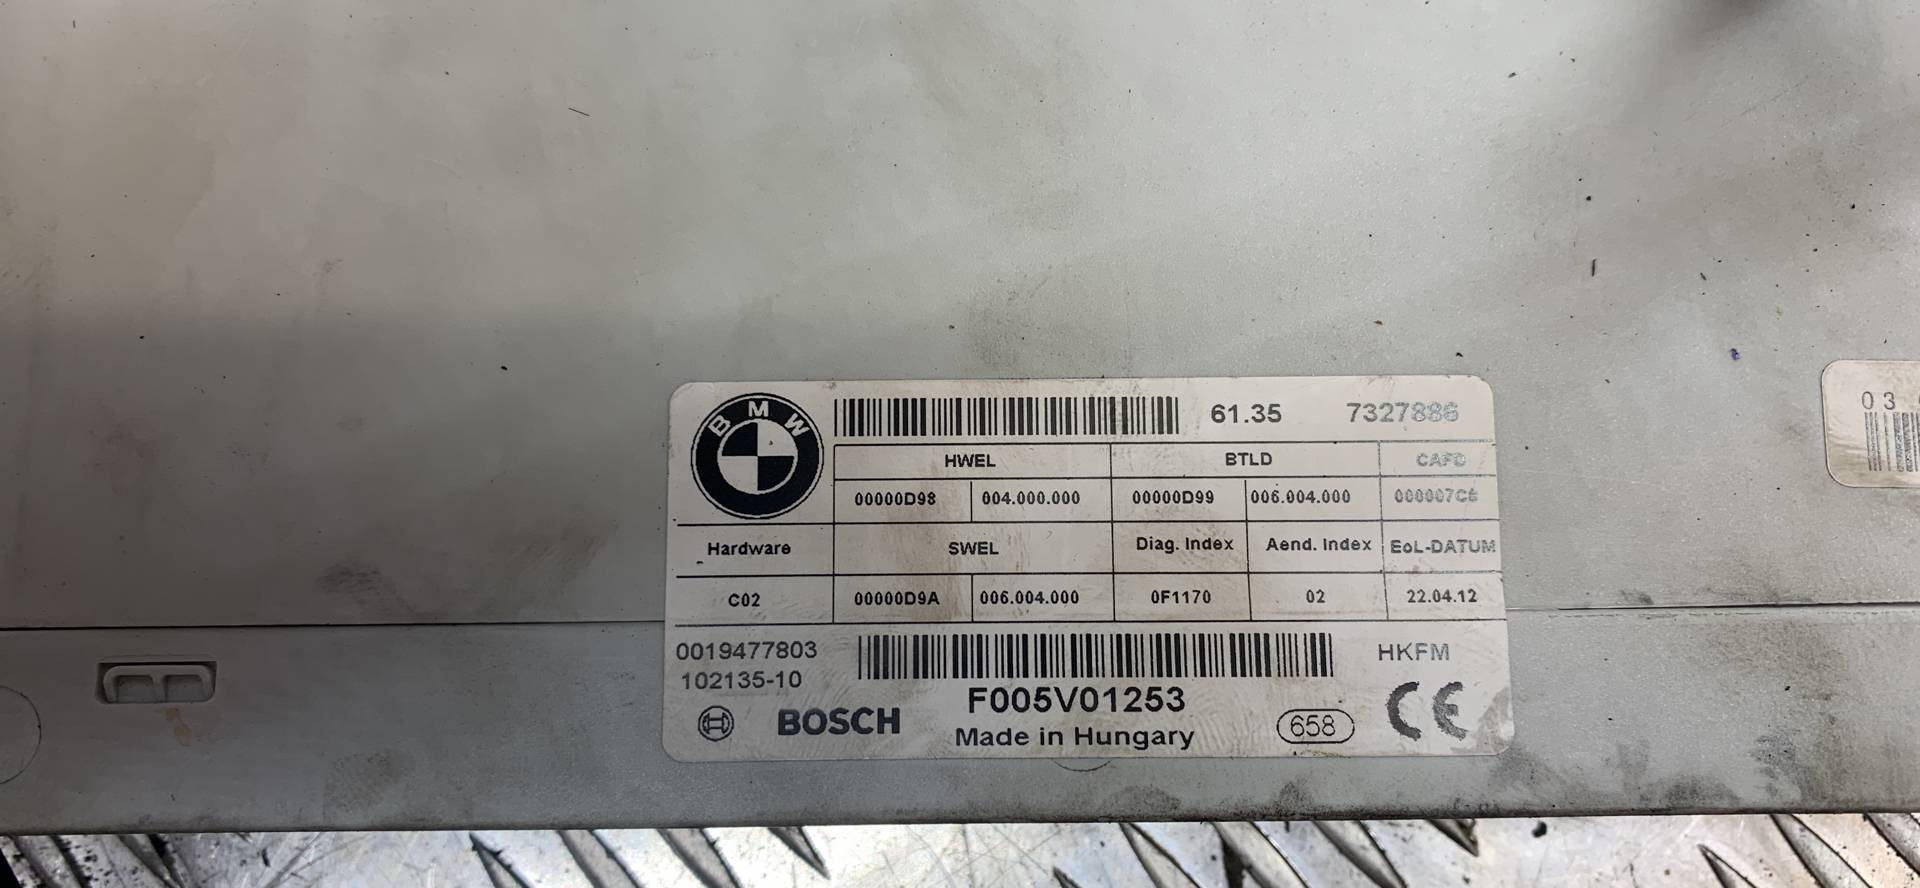 BMW
61.35 7327886
HWEL BTLD CAFD
00000D98 004.000.000 00000D99 006.004.000 000007C6
Hardware SWEL Diag. Index Aend. Index EoL-DATUM
C02 00000D9A 006.004.000 0F1170 02 22.04.12
0019477803 HKFM
102135-10
F005V01253
BOSCH Made in Hungary 658 CE
03